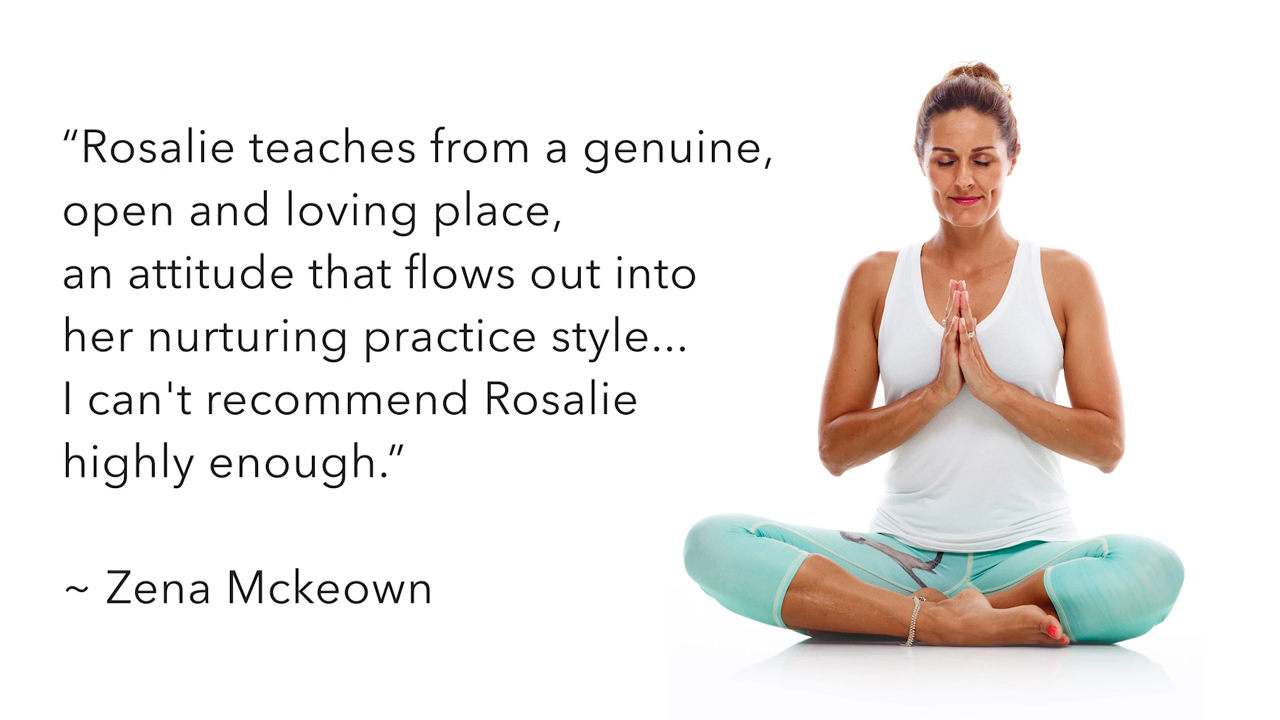 “Rosalie teaches from a genuine,
open and loving place,
an attitude that flows out into
her nurturing practice style...
I can't recommend Rosalie
highly enough.”
~ Zena Mckeown